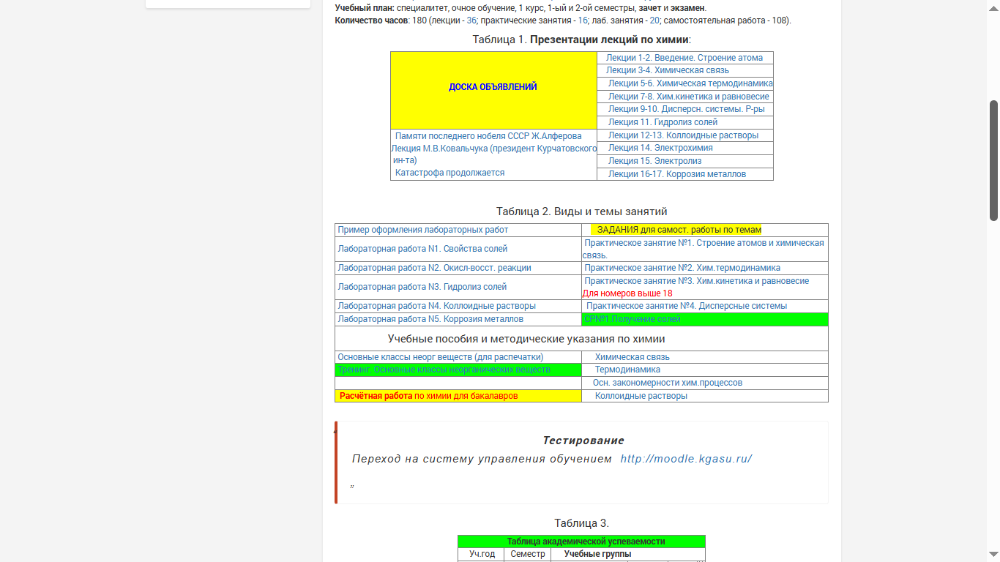 Учебный план: специалитет, очное обучение, 1 курс, 1-ый и 2-ой семестры, зачет и экзамен.
Количество часов: 180 (лекции - 36; практические занятия - 16; лаб. занятия - 20; самостоятельная работа - 108).
Таблица 1. Презентации лекций по химии:
ДОСКА ОБЪЯВЛЕНИЙ
Лекции 1-2. Введение. Строение атома
Лекции 3-4. Химическая связь
Лекции 5-6. Химическая термодинамика
Лекции 7-8. Хим.кинетика и равновесие
Лекции 9-10. Дисперсн. системы. Р-ры
Лекция 11. Гидролиз солей
Памяти последнего нобеля СССР Ж.Алферова
Лекция М.В.Ковальчука (президент Курчатовского
ин-та)
Катастрофа продолжается
Лекции 12-13. Коллоидные растворы
Лекция 14. Электрохимия
Лекция 15. Электролиз
Лекции 16-17. Коррозия металлов
Таблица 2. Виды и темы занятий
Пример оформления лабораторных работ
ЗАДАНИЯ для самост. работы по темам
Лабораторная работа N1. Свойства солей
Практическое занятие №1. Строение атомов и химическая
связь.
Лабораторная работа N2. Окисл-восст. реакции
Практическое занятие №2. Хим.термодинамика
Лабораторная работа N3. Гидролиз солей
Практическое занятие №3. Хим.кинетика и равновесие
Для номеров выше 18
Лабораторная работа N4. Коллоидные растворы
Практическое занятие №4. Дисперсные системы
Лабораторная работа N5. Коррозия металлов
СР№1.Получение солей
Учебные пособия и методические указания по химии
Основные классы неорг веществ (для распечатки)
Химическая связь
Тренинг. Основные классы неорганических веществ
Термодинамика
Осн. закономерности хим.процессов
Расчётная работа по химии для бакалавров
Коллоидные растворы
Тестирование
Переход на систему управления обучением http://moodle.kgasu.ru/
”
Таблица 3.
Таблица академической успеваемости
Уч.год Семестр Учебные группы